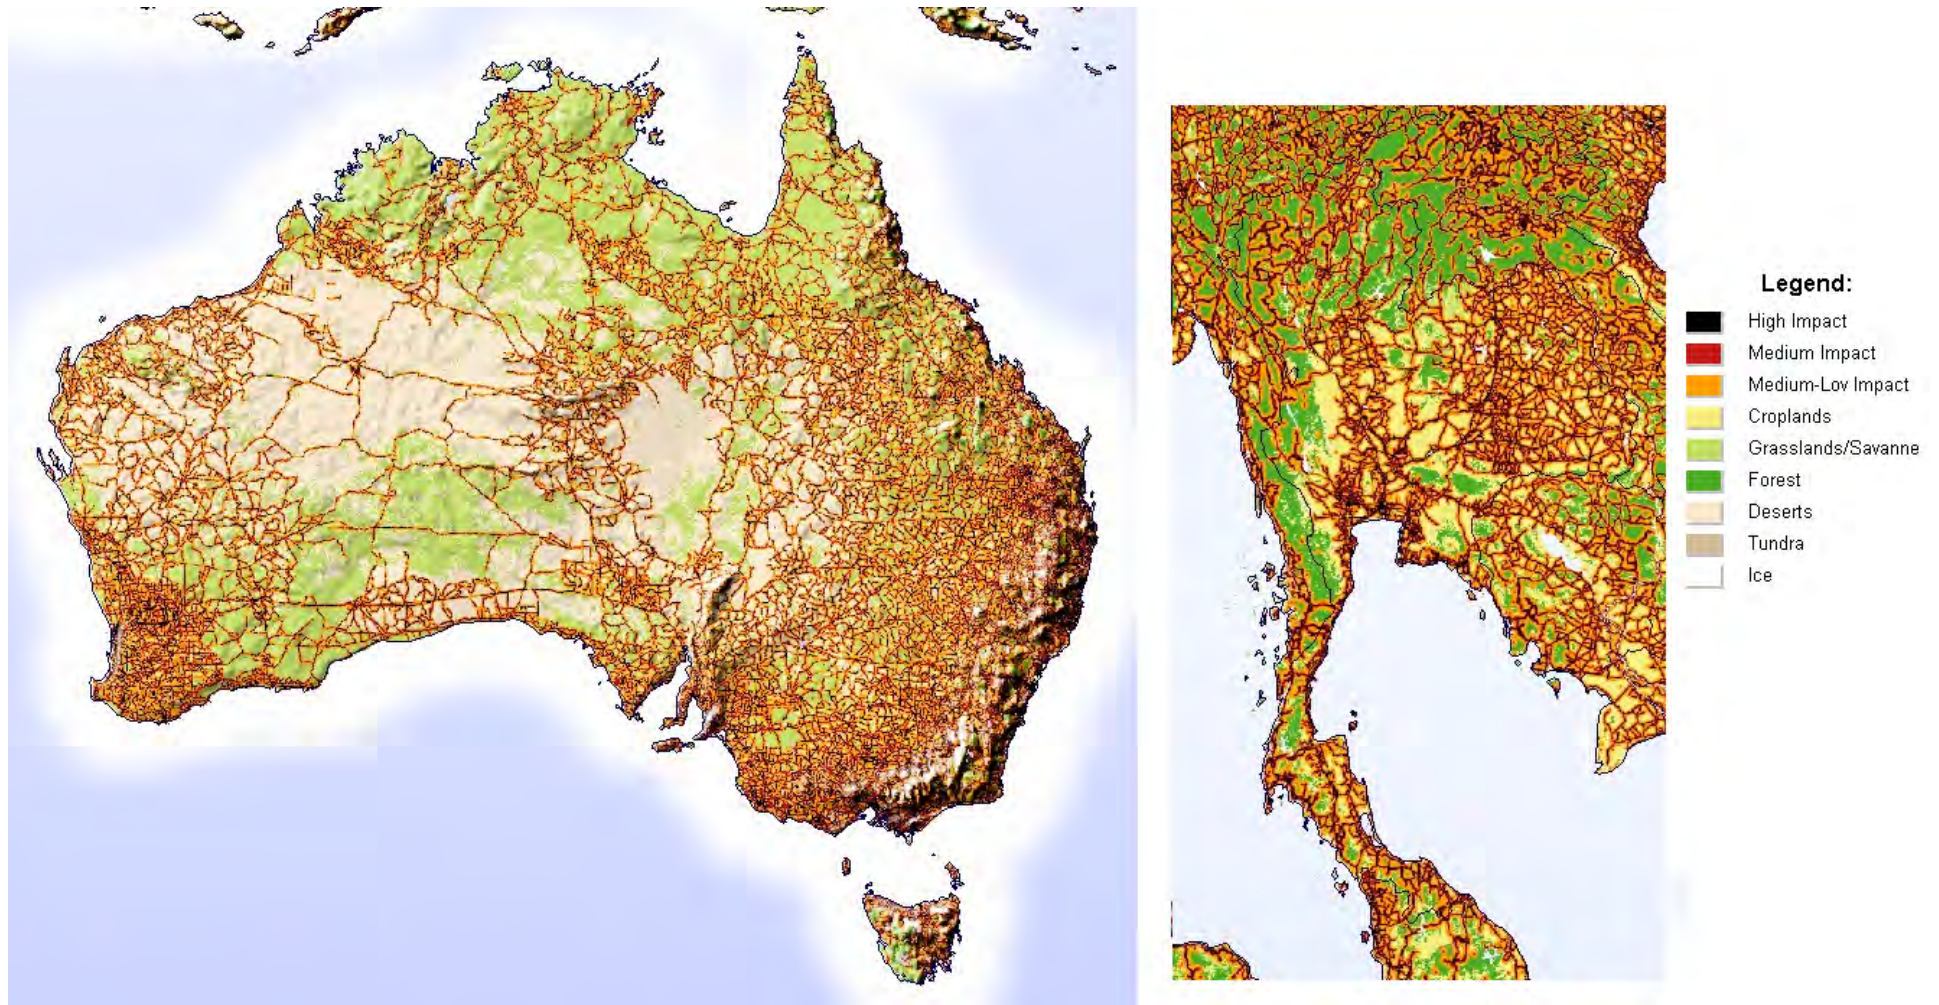 Legend:
High Impact
Medium Impact
Medium-Lov Impact
Croplands
Grasslands/Savanne
Forest
Deserts
Tundra
Ice